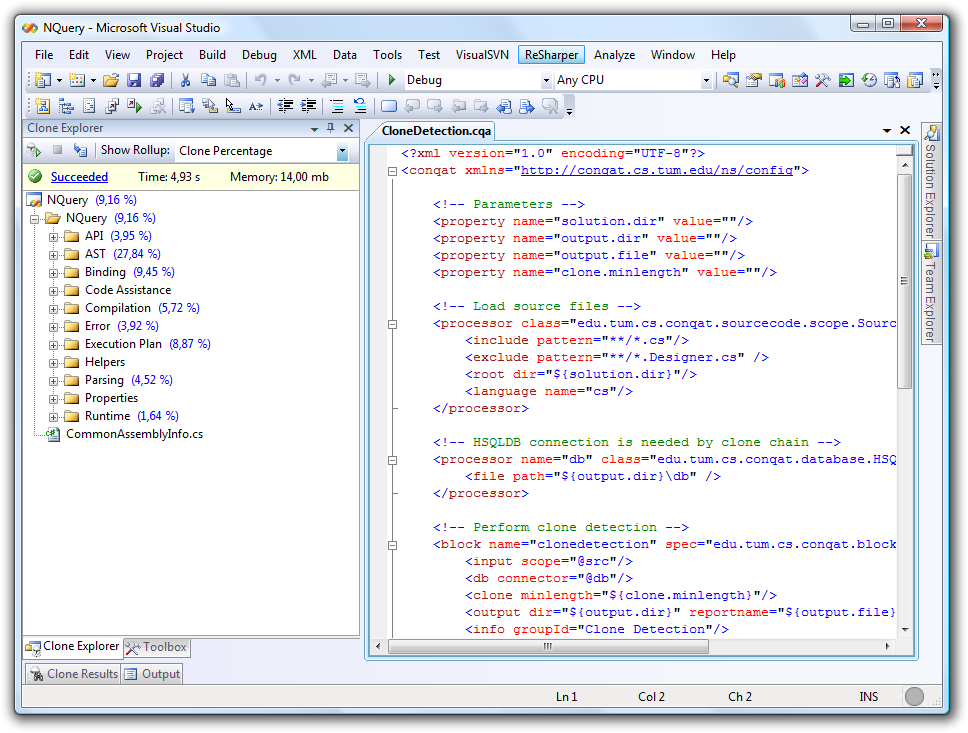 NQuery - Microsoft Visual Studio
File Edit View Project Build Debug XML Data Tools Test VisualSVN ReSharper Analyze Window Help
Debug Any CPU
Clone Explorer
Show Rollup: Clone Percentage
Succeeded Time: 4,93 s Memory: 14,00 mb
NQuery (9,16 %)
NQuery (9,16 %)
API (3,95 %)
AST (27,84 %)
Binding (9,45 %)
Code Assistance
Compilation (5,72 %)
Error (3,92 %)
Execution Plan (8,87 %)
Helpers
Parsing (4,52 %)
Properties
Runtime (1,64 %)
CommonAssemblyInfo.cs
Clone Explorer Toolbox
Clone Results Output
CloneDetection.cqa
<?xml version="1.0" encoding="UTF-8"?>
<conqat xmlns="http://conqat.cs.tum.edu/ns/config">
<!-- Parameters -->
<property name="solution.dir" value=""/>
<property name="output.dir" value=""/>
<property name="output.file" value=""/>
<property name="clone.minlength" value=""/>
<!-- Load source files -->
<processor class="edu.tum.cs.conqat.sourcecode.scope.Sourc
<include pattern="**/*.cs"/>
<exclude pattern="**/*.Designer.cs" />
<root dir="${solution.dir}"/>
<language name="cs"/>
</processor>
<!-- HSQLDB connection is needed by clone chain -->
<processor name="db" class="edu.tum.cs.conqat.database.HSQ
<file path="${output.dir}\db" />
</processor>
<!-- Perform clone detection -->
<block name="clonedetection" spec="edu.tum.cs.conqat.block
<input scope="@src"/>
<db connector="@db"/>
<clone minlength="${clone.minlength}"/>
<output dir="${output.dir}" reportname="${output.file}
<info groupId="Clone Detection"/>
Solution Explorer
Team Explorer
Ln 1 Col 2 Ch 2 INS